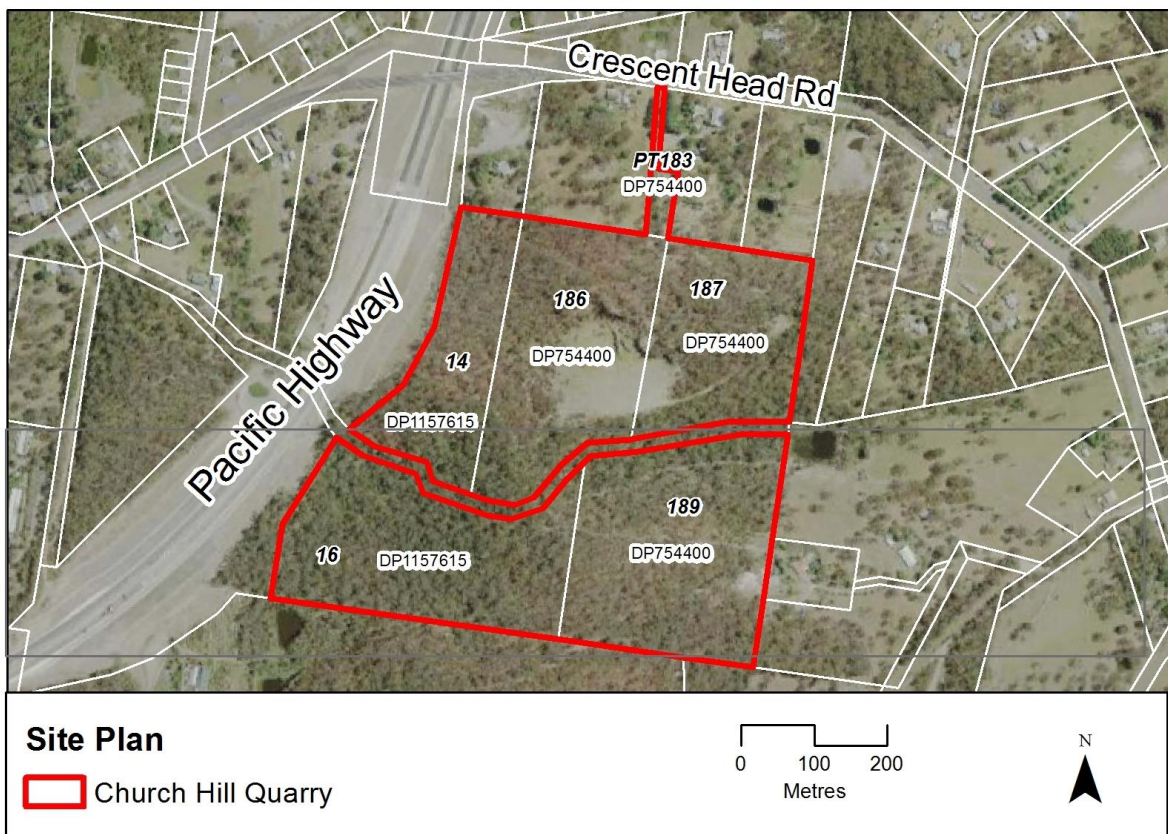 Crescent Head Rd
PT183
DP754400
187
186
DP754400
DP754400
14
Pacific Highway
DP1157615
189
16
DP1157615
DP754400
Site Plan
Church Hill Quarry
0 100 200
Metres
N